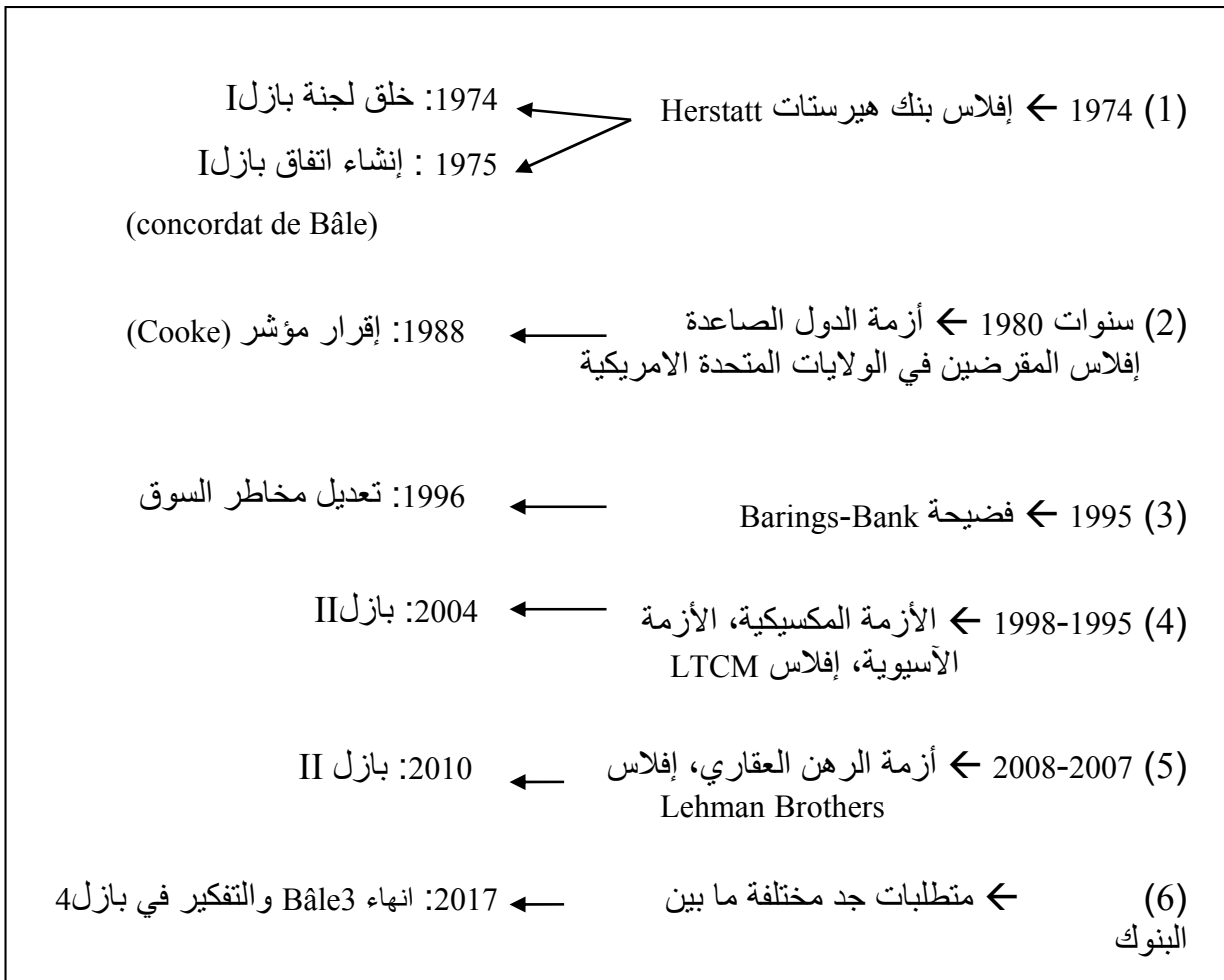 (1) 1974 ← إفلاس بنك هيرستات Herstatt
1974: خلق لجنة بازلI
1975 : إنشاء اتفاق بازلI
(concordat de Bâle)
(2) سنوات 1980 ← أزمة الدول الصاعدة
إفلاس المقرضين في الولايات المتحدة الامريكية
1988: إقرار مؤشر (Cooke)
(3) 1995 ← فضيحة Barings-Bank
1996: تعديل مخاطر السوق
(4) 1995-1998 ← الأزمة المكسيكية، الأزمة
الآسيوية، إفلاس LTCM
2004: بازلII
(5) 2007-2008 ← أزمة الرهن العقاري، إفلاس
Lehman Brothers
2010: بازل II
(6) ← متطلبات جد مختلفة ما بين
البنوك
2017: انهاء Bâle3 والتفكير في بازل4